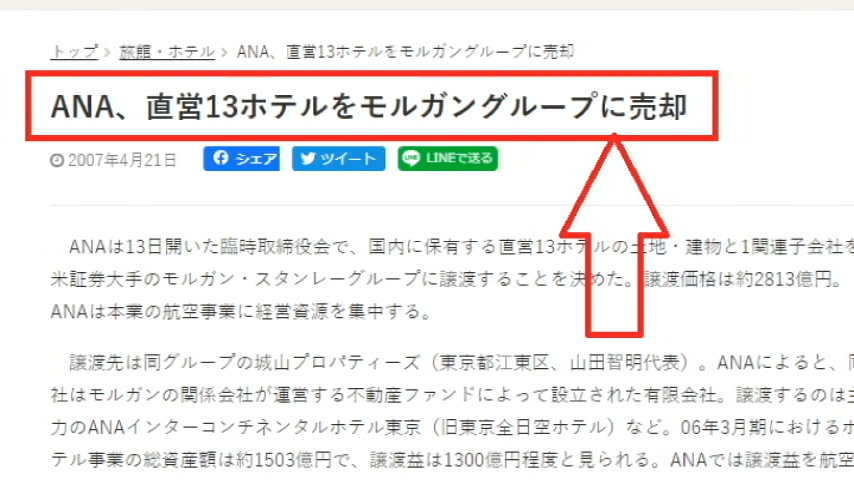 トップ > 旅館・ホテル > ANA、直営13ホテルをモルガングループに売却
ANA、直営13ホテルをモルガングループに売却
2007年4月21日 シェア ツイート LINEで送る
ANAは13日開いた臨時取締役会で、国内に保有する直営13ホテルの土地・建物と1関連子会社を
米証券大手のモルガン・スタンレーグループに譲渡することを決めた。譲渡価格は約2813億円。
ANAは本業の航空事業に経営資源を集中する。
譲渡先は同グループの城山プロパティーズ（東京都江東区、山田智明代表）。ANAによると、同
社はモルガンの関係会社が運営する不動産ファンドによって設立された有限会社。譲渡するのは主
力のANAインターコンチネンタルホテル東京（旧東京全日空ホテル）など。06年3月期におけるホ
テル事業の総資産額は約1503億円で、譲渡益は1300億円程度と見られる。ANAでは譲渡益を航空